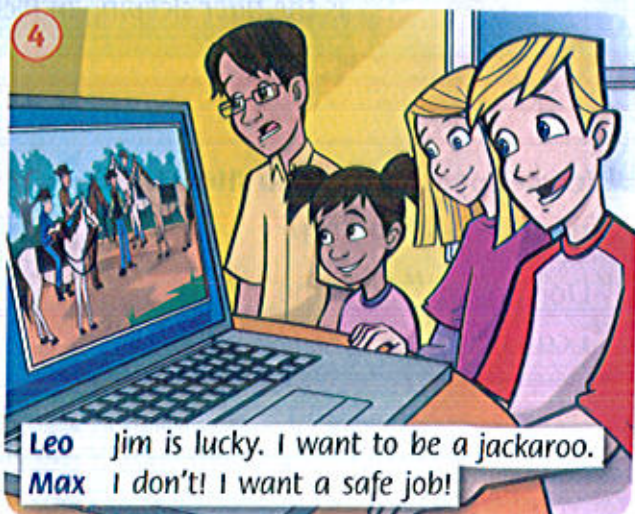 4
Leo Jim is lucky. I want to be a jackaroo.
Max I don't! I want a safe job!